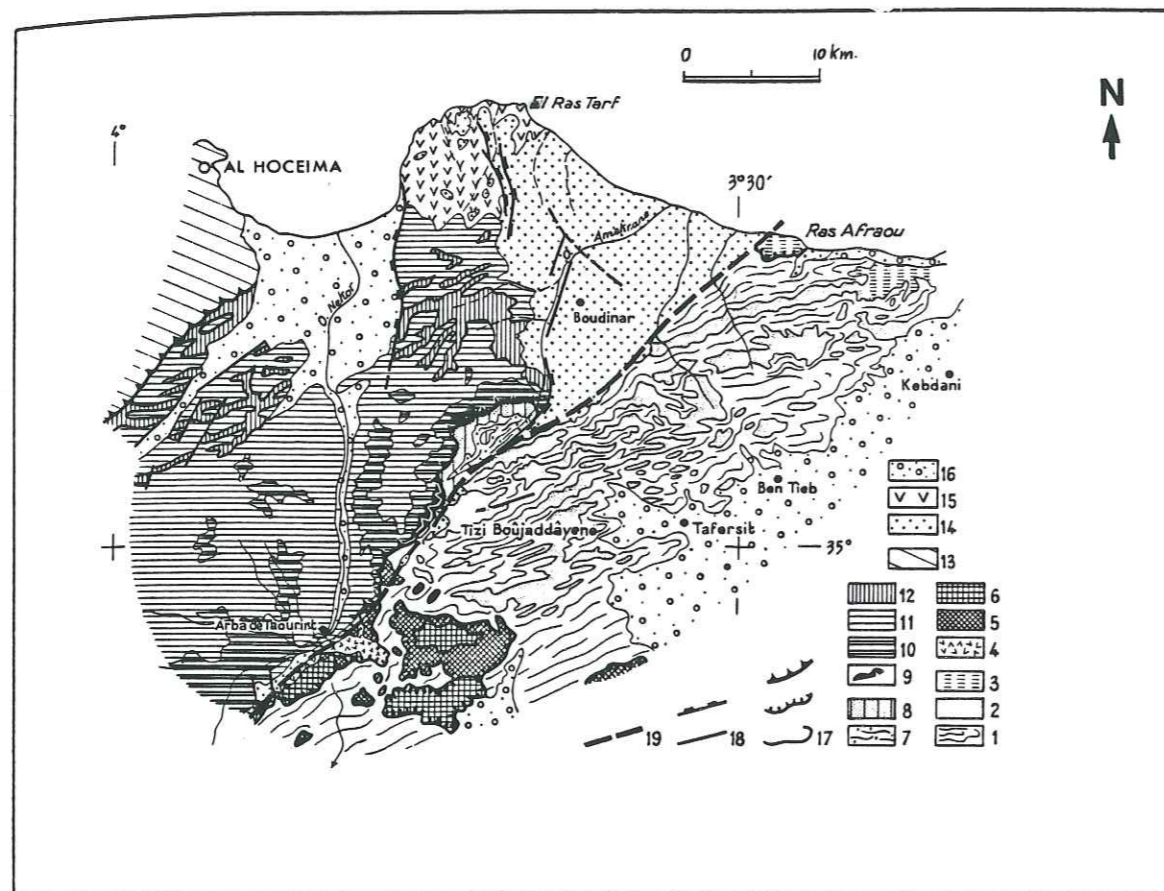 0 10 km.
N
El Ras Tarf
4°
AL HOCEIMA
3°30'
Ras Afraou
Amekrane
O. Nekor
Boudinar
Kebdani
16
Ben Tieb
15
Tizi Boûjaddâyene
Tafersit
14
35°
13
12 6
11 5
Arbâ de Taourirt
10 4
9 3
8 2
19 18 17 7 1